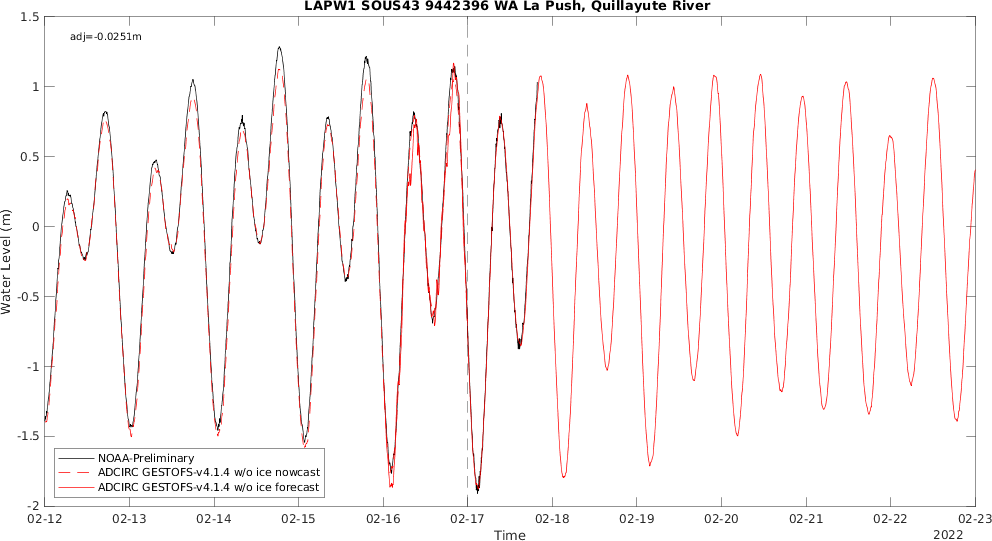 LAPW1 SOUS43 9442396 WA La Push, Quillayute River
1.5
adj=-0.0251m
1
0.5
0
-0.5
-1
-1.5
-2
Water Level (m)
NOAA-Preliminary
ADCIRC GESTOFS-v4.1.4 w/o ice nowcast
ADCIRC GESTOFS-v4.1.4 w/o ice forecast
02-12 02-13 02-14 02-15 02-16 02-17 02-18 02-19 02-20 02-21 02-22 02-23
Time
2022